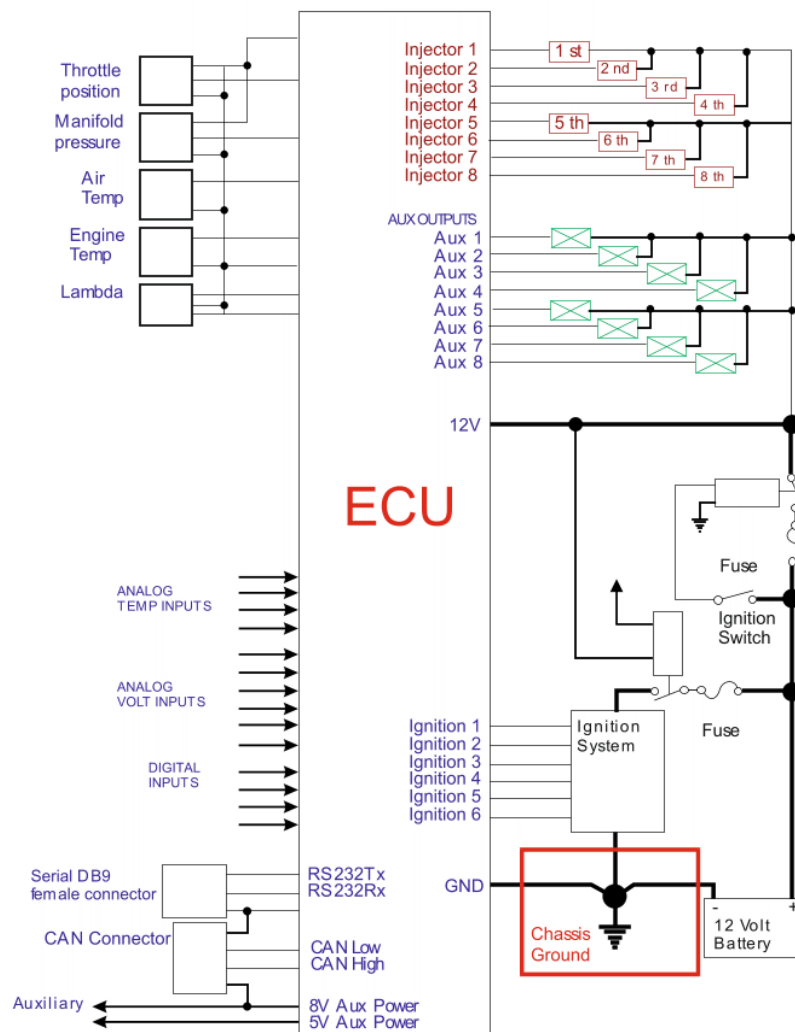 Throttle
position
Manifold
pressure
Air
Temp
Engine
Temp
Lambda
ANALOG
TEMP INPUTS
ANALOG
VOLT INPUTS
DIGITAL
INPUTS
Serial DB9
female connector
CAN Connector
Auxiliary
ECU
RS232Tx
RS232Rx
CAN Low
CAN High
8V Aux Power
5V Aux Power
Injector 1
Injector 2
Injector 3
Injector 4
Injector 5
Injector 6
Injector 7
Injector 8
1 st
2 nd
3 rd
4 th
5 th
6 th
7 th
8 th
AUX OUTPUTS
Aux 1
Aux 2
Aux 3
Aux 4
Aux 5
Aux 6
Aux 7
Aux 8
12V
Fuse
Ignition
Switch
Fuse
Ignition
System
Ignition 1
Ignition 2
Ignition 3
Ignition 4
Ignition 5
Ignition 6
GND
Chassis
Ground
- +
12 Volt
Battery